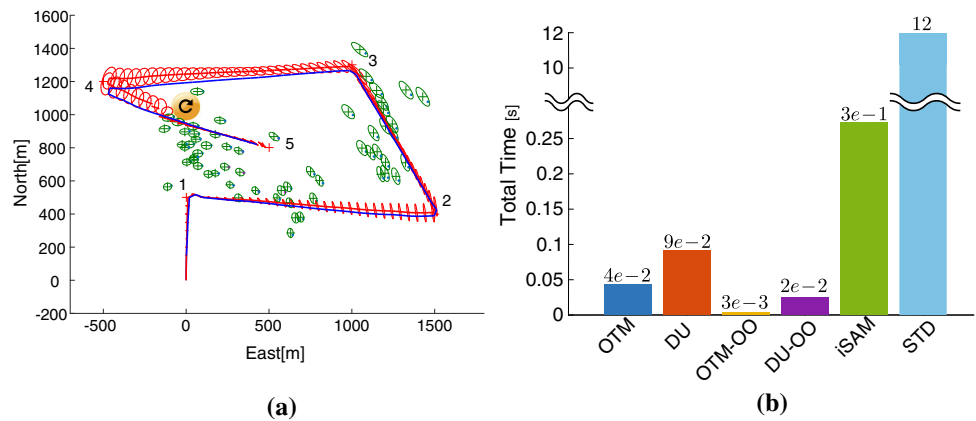 1600
1400
1200
1000
800
600
400
200
0
-200
North[m]
-500
0
500
1000
1500
East[m]
1
2
3
4
5
(a)
12
10
0.25
0.2
0.1
0.05
0
Total Time [s]
4e−2
9e−2
3e−3
2e−2
3e−1
12
OTM
DU
OTM-OO
DU-OO
iSAM
STD
(b)